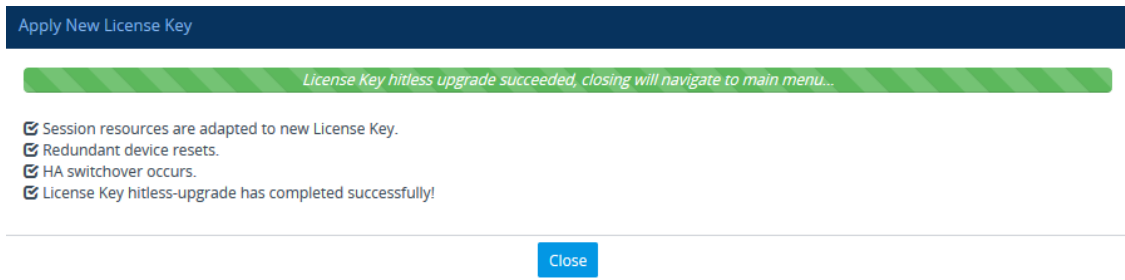 Apply New License Key
License Key hitless upgrade succeeded, closing will navigate to main menu...
Session resources are adapted to new License Key.
Redundant device resets.
HA switchover occurs.
License Key hitless-upgrade has completed successfully!
Close